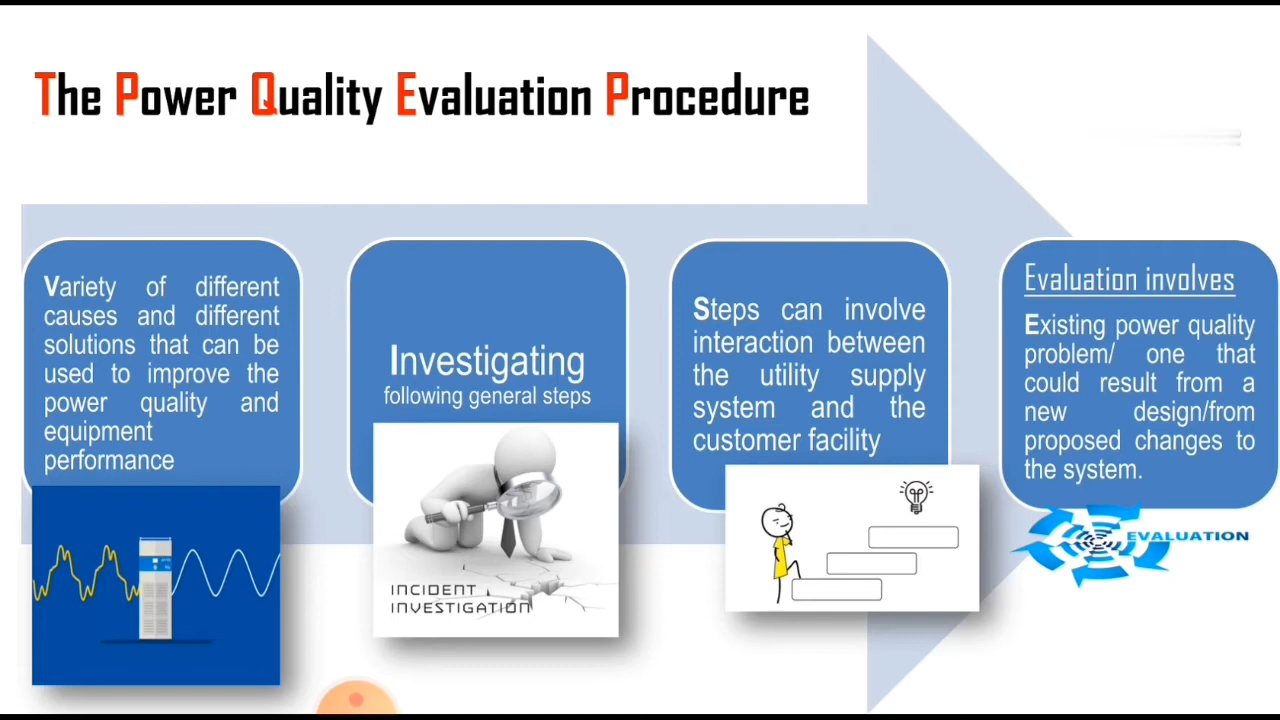 The Power Quality Evaluation Procedure
Variety of different
causes and different
solutions that can be
used to improve the
power quality and
equipment
performance
Investigating
following general steps
INCIDENT
INVESTIGATION
Steps can involve
interaction between
the utility supply
system and the
customer facility
Evaluation involves
Existing power quality
problem/ one that
could result from a
new design/from
proposed changes to
the system.
EVALUATION